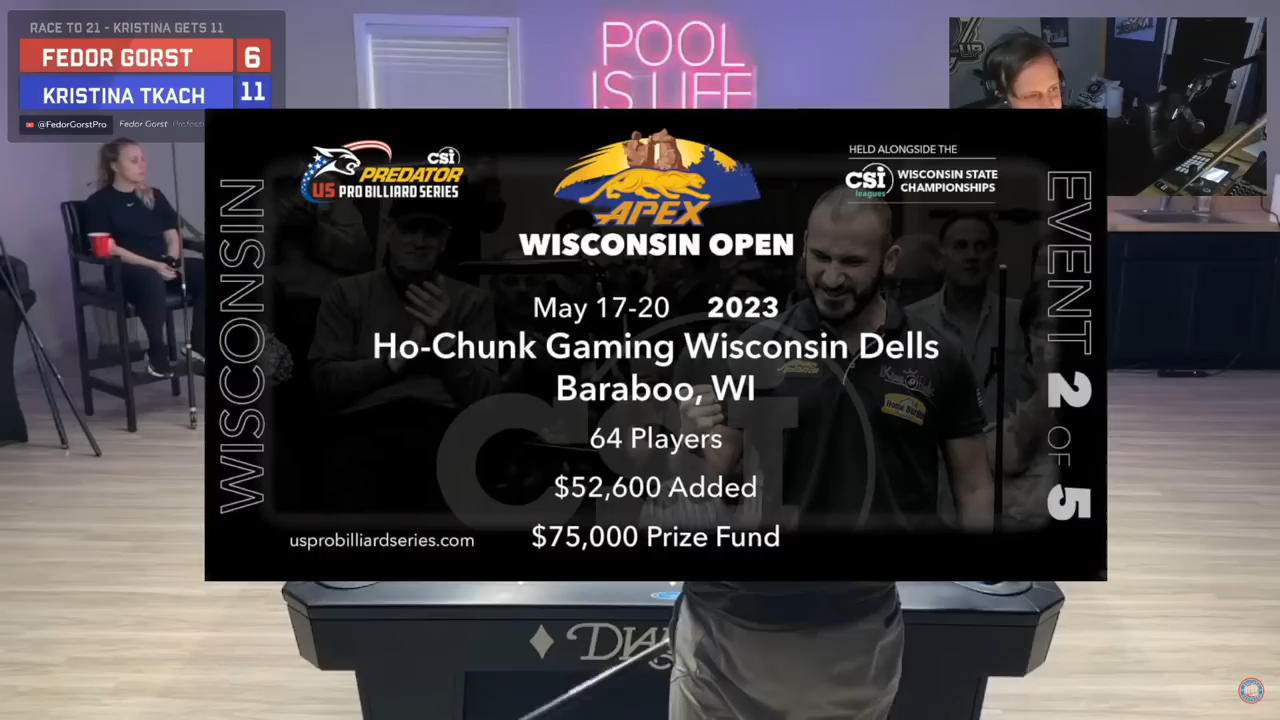 RACE TO 21 - KRISTINA GETS 11
FEDOR GORST 6
KRISTINA TKACH 11
@FedorGorstPro Fedor Gorst
POOL
IS LIFE
CSI
PREDATOR
US PRO BILLIARD SERIES
APEX
WISCONSIN OPEN
HELD ALONGSIDE THE
CSI leagues
WISCONSIN STATE
CHAMPIONSHIPS
WISCONSIN
EVENT 2 OF 5
May 17-20 2023
Ho-Chunk Gaming Wisconsin Dells
Baraboo, WI
64 Players
$52,600 Added
$75,000 Prize Fund
usprobilliardseries.com
CSI